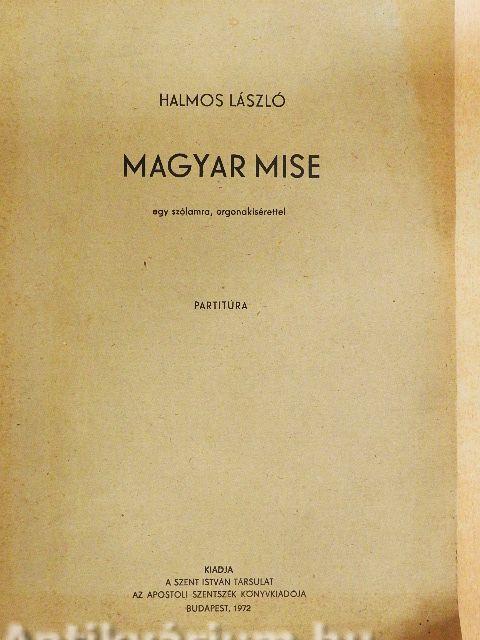 HALMOS LÁSZLÓ
MAGYAR MISE
egy szólamra, orgonakísérettel
PARTITÚRA
KIADJA
A SZENT ISTVÁN TÁRSULAT
AZ APOSTOLI SZENTSZÉK KÖNYVKIADÓJA
BUDAPEST, 1972
Antikvárium.hu